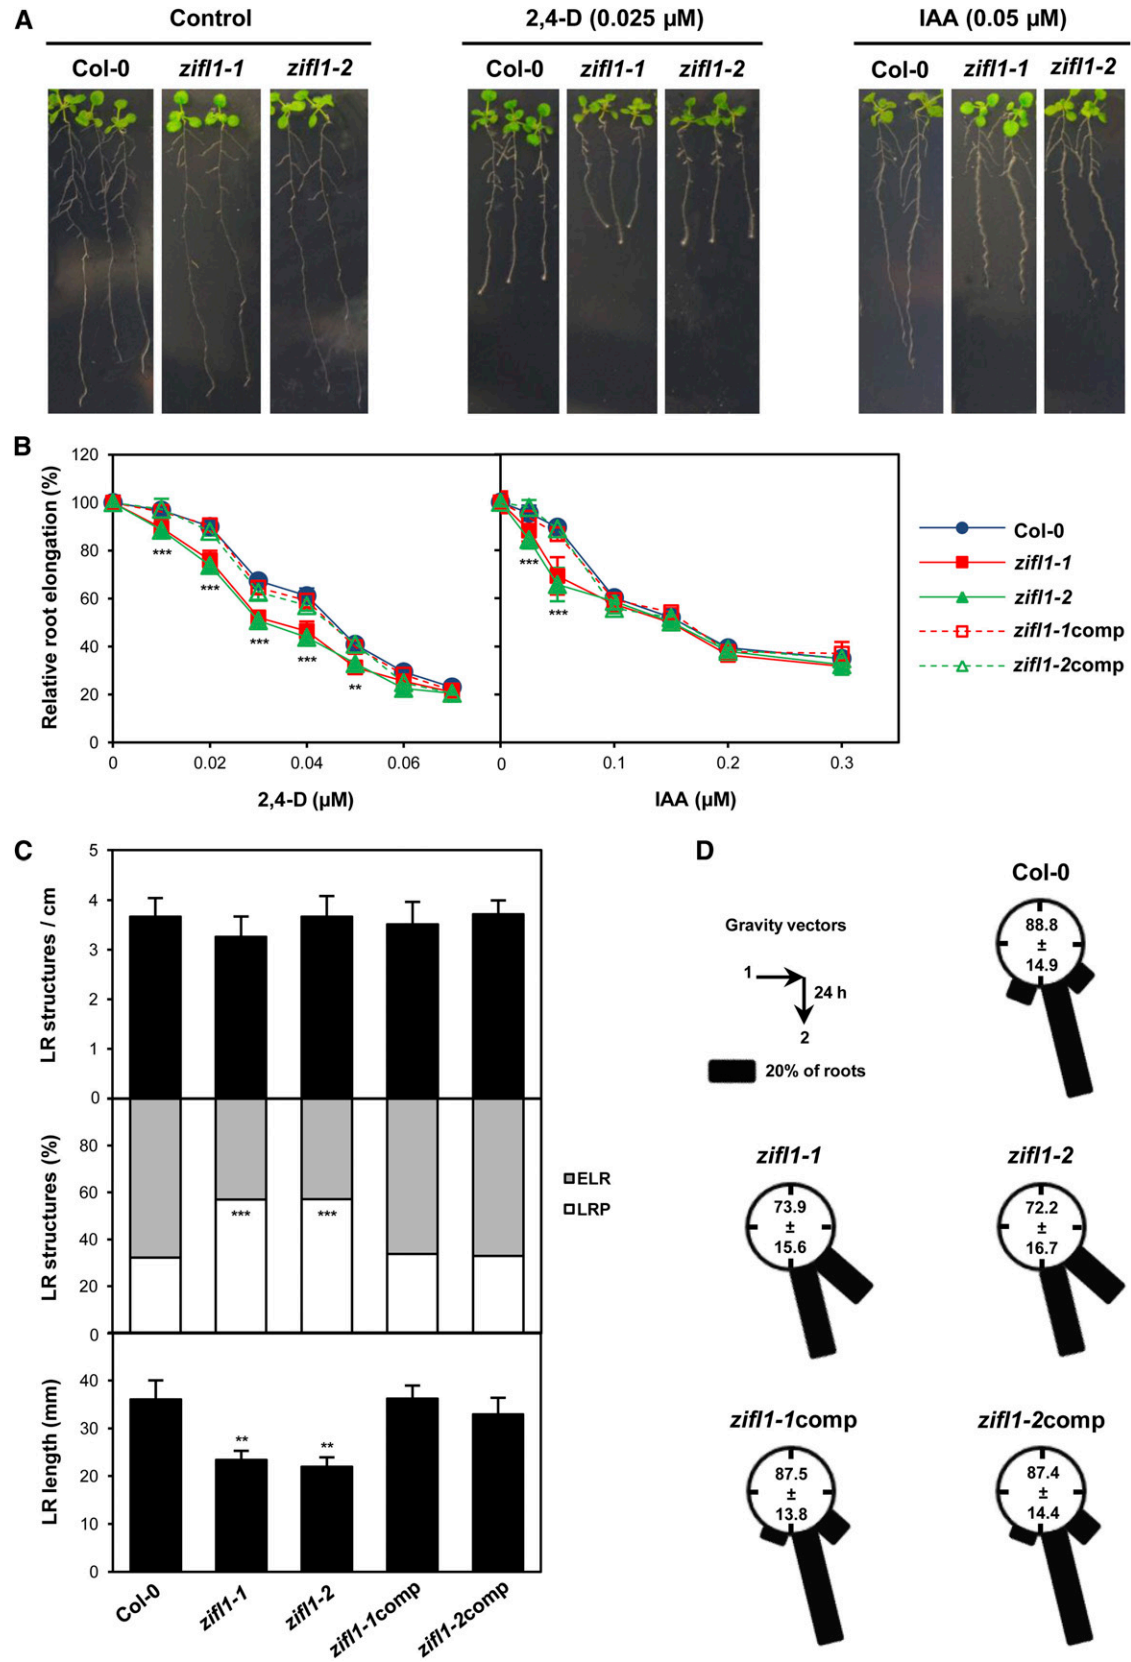 A
Control
2,4-D (0.025 µM)
IAA (0.05 µM)
Col-0 zifl1-1 zifl1-2
Col-0 zifl1-1 zifl1-2
Col-0 zifl1-1 zifl1-2
B
Relative root elongation (%)
120
100
80
60
40
20
0
***
***
***
***
**
***
***
0 0.02 0.04 0.06
0 0.1 0.2 0.3
2,4-D (µM)
IAA (µM)
Col-0
zifl1-1
zifl1-2
zifl1-1comp
zifl1-2comp
C
LR structures / cm
5
4
3
2
1
0
LR structures (%)
80
60
40
20
0
*** ***
ELR
LRP
LR length (mm)
40
30
20
10
0
** **
Col-0
zifl1-1
zifl1-2
zifl1-1comp
zifl1-2comp
D
Gravity vectors
1
24 h
2
20% of roots
Col-0
88.8
±
14.9
zifl1-1
73.9
±
15.6
zifl1-2
72.2
±
16.7
zifl1-1comp
87.5
±
13.8
zifl1-2comp
87.4
±
14.4